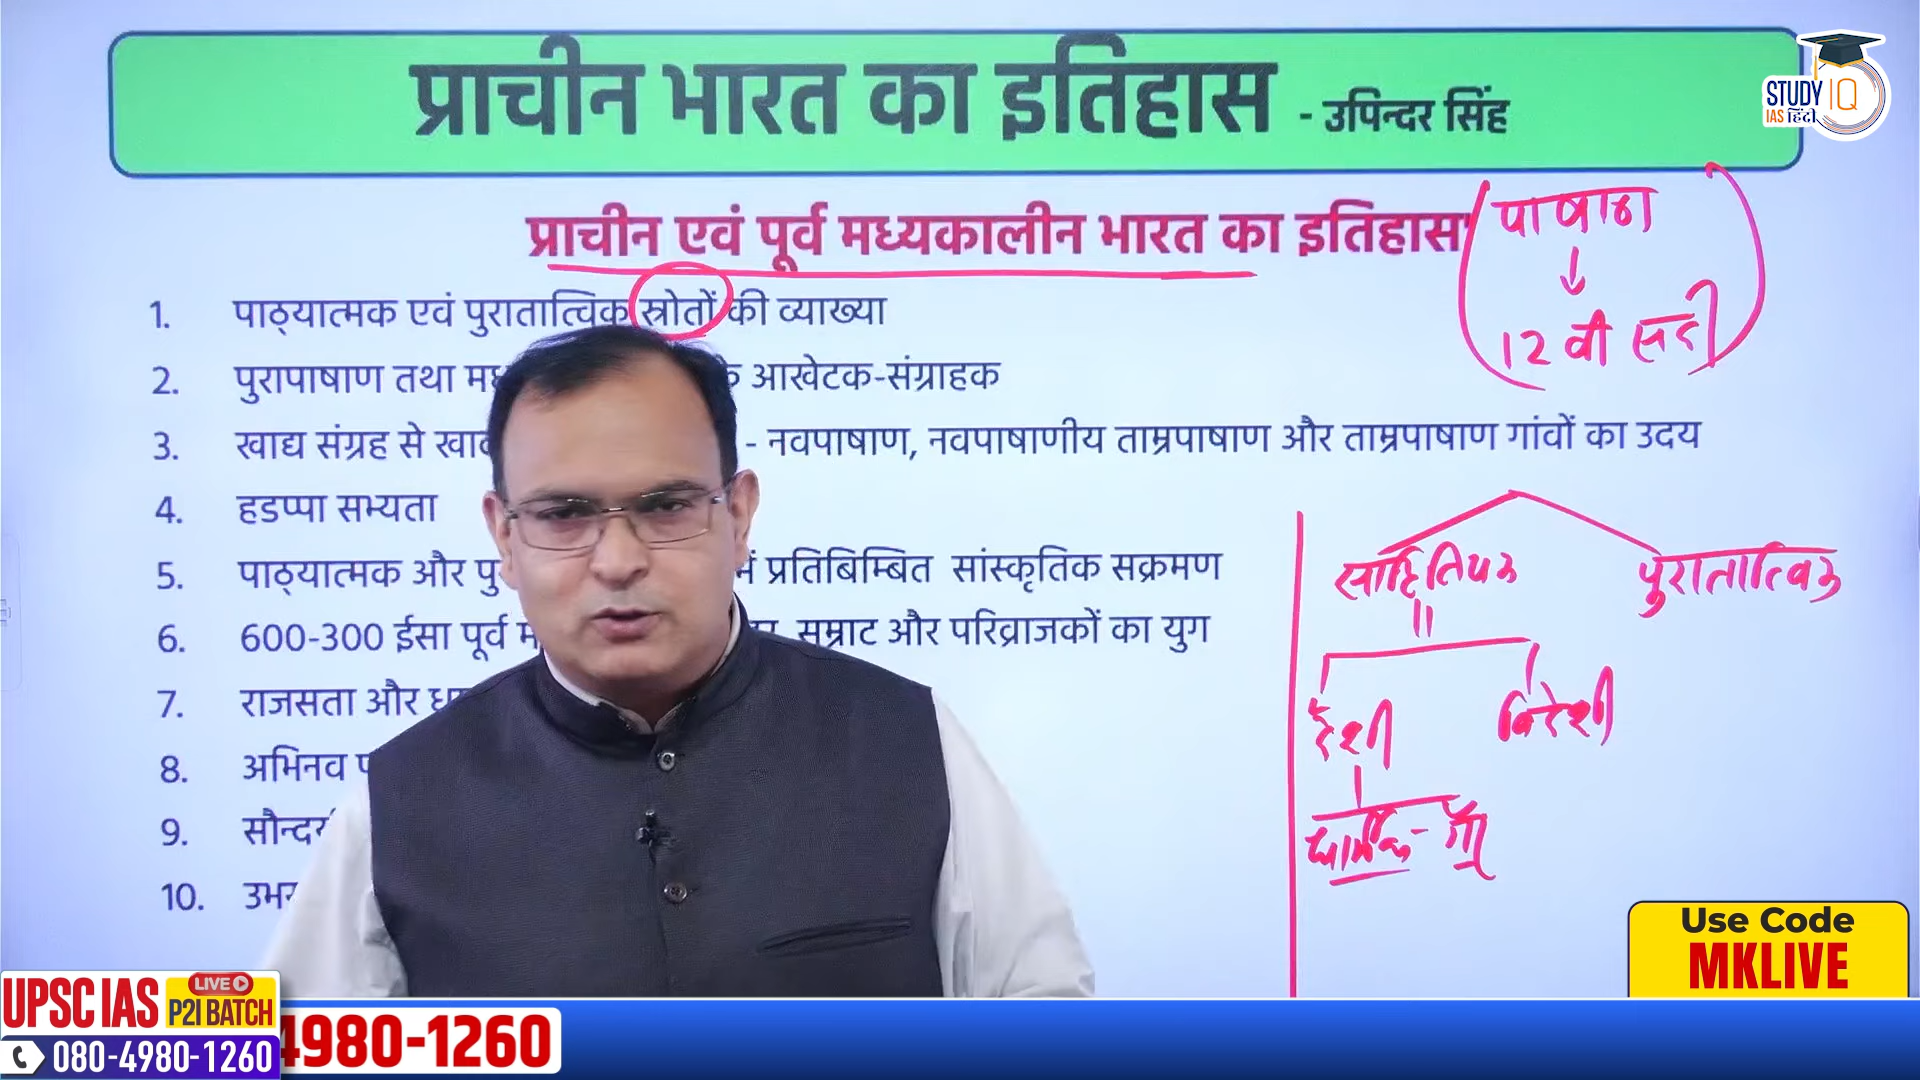 प्राचीन भारत का इतिहास - उपिन्दर सिंह
STUDY IQ
IAS हिंदी
प्राचीन एवं पूर्व मध्यकालीन भारत का इतिहास
पाषाण
↓
12 वी सदी
1. पाठ्यात्मक एवं पुरातात्विक स्रोतों की व्याख्या
2. पुरापाषाण तथा के आखेटक-संग्राहक
3. खाद्य संग्रह से - नवपाषाण, नवपाषाणीय ताम्रपाषाण और ताम्रपाषाण गांवों का उदय
4. हडप्पा सभ्यता
5. पाठ्यात्मक और में प्रतिबिम्बित सांस्कृतिक सक्रमण
6. 600-300 ईसा पूर्व सम्राट और परिव्राजकों का युग
7. राजसत्ता और
8. अभिनव
9.
10.
साहित्यिक पुरातात्विक
देशी विदेशी
धार्मिक-
Use Code
MKLIVE
LIVE
UPSC IAS P2I BATCH
080-4980-1260
4980-1260